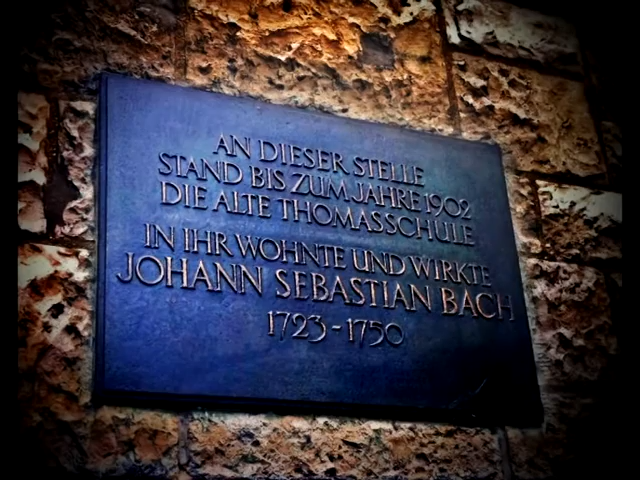 AN DIESER STELLE
STAND BIS ZUM JAHRE 1902
DIE ALTE THOMASSCHULE
IN IHR WOHNTE UND WIRKTE
JOHANN SEBASTIAN BACH
1723-1750